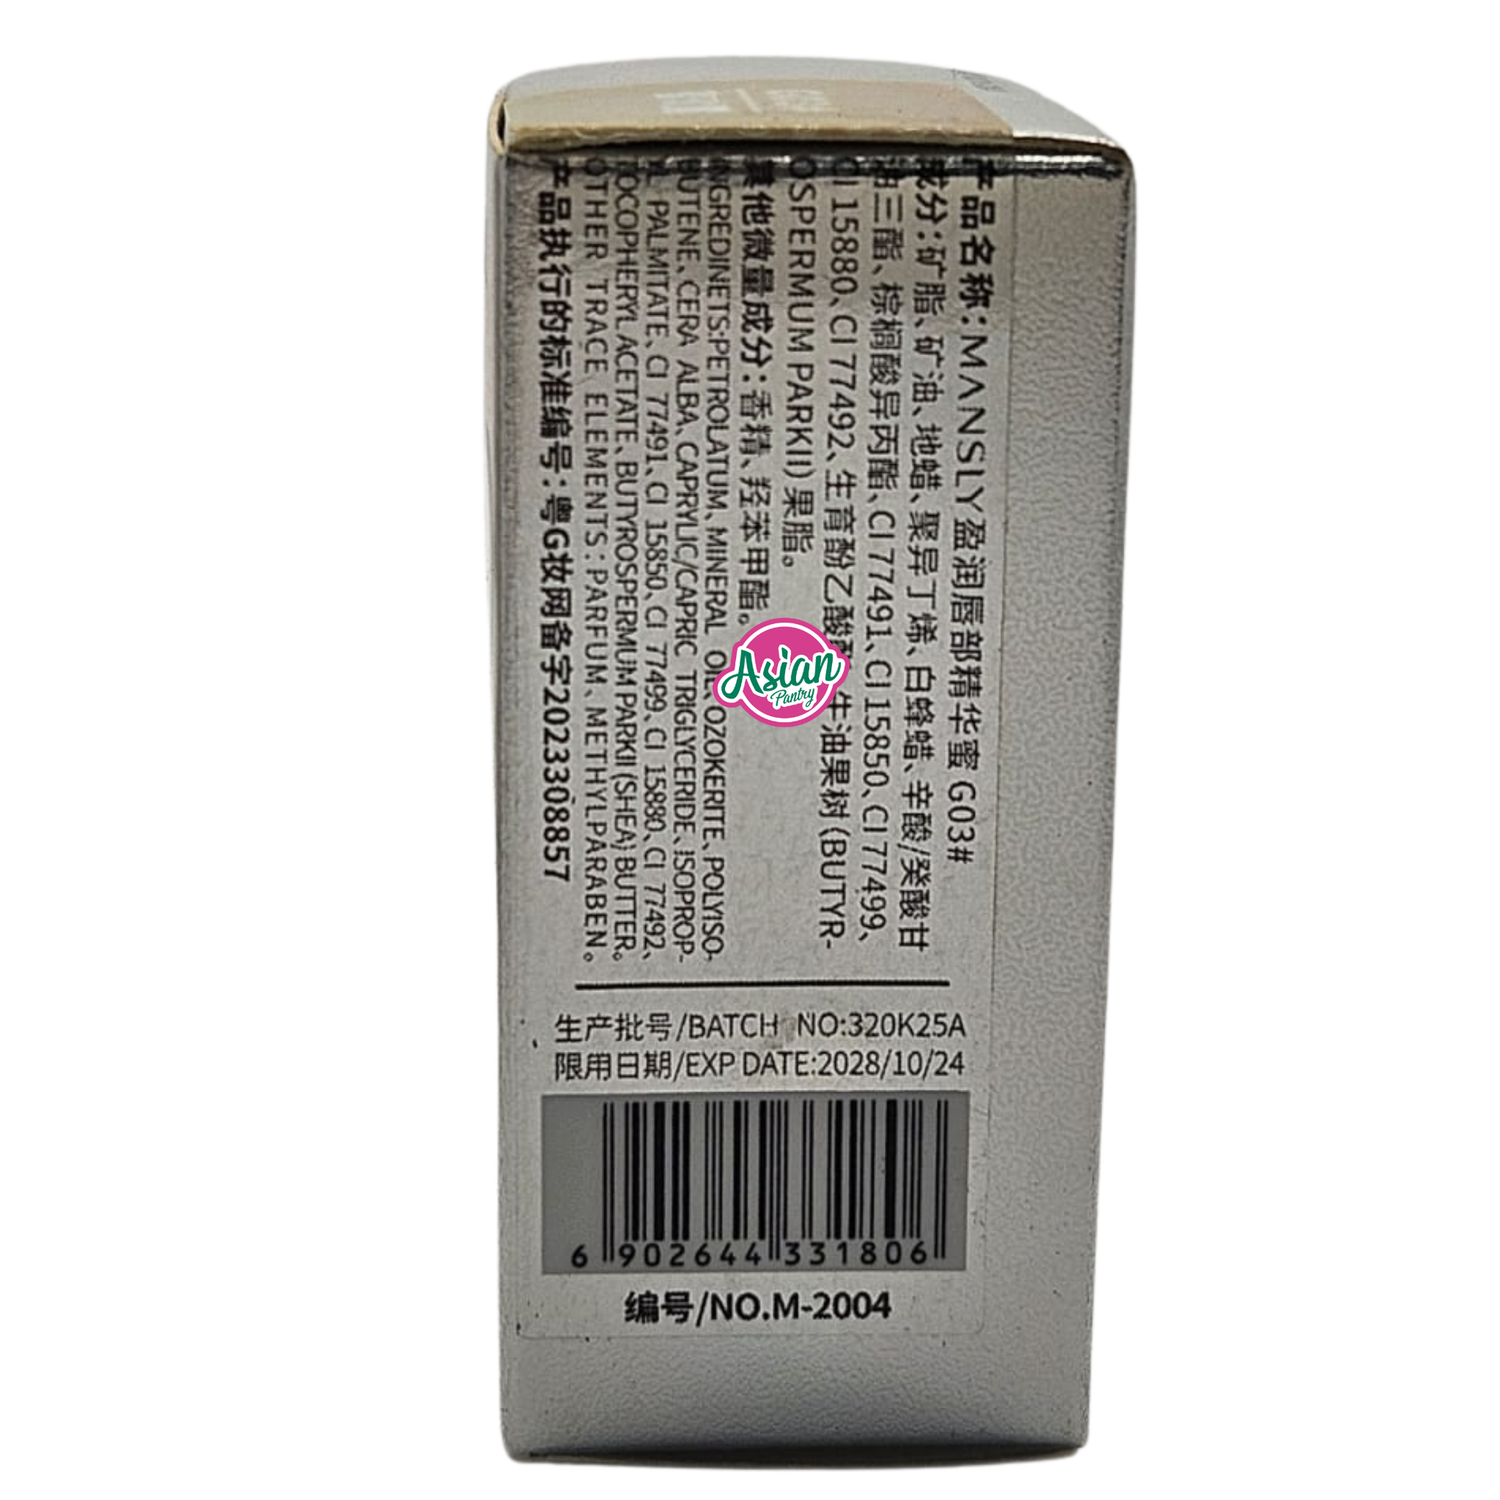 产品名称：MANSLY盈润唇部精华蜜 G03#
成分：矿脂、矿油、地蜡、聚异丁烯、白蜂蜡、辛酸/癸酸甘
油三酯、棕榈酸异丙酯、CI 77491、CI 15850、CI 77499、
CI 15880、CI 77492、生育酚乙酸酯、牛油果树（BUTYR-
OSPERMUM PARKII）果脂。
其他微量成分：香精、羟苯甲酯。
INGREDINETS:PETROLATUM、MINERAL OIL、OZOKERITE、POLYISO-
BUTENE、CERA ALBA、CAPRYLIC/CAPRIC TRIGLYCERIDE、ISOPROP-
YL PALMITATE、CI 77491、CI 15850、CI 77499、CI 15880、CI 77492、
TOCOPHERYL ACETATE、BUTYROSPERMUM PARKII (SHEA) BUTTER。
OTHER TRACE ELEMENTS：PARFUM、METHYLPARABEN。
产品执行的标准编号：粤G妆网备字2023308857
Asian
Pantry
生产批号/BATCH NO:320K25A
限用日期/EXP DATE:2028/10/24
6 902644 331806
编号/NO.M-2004